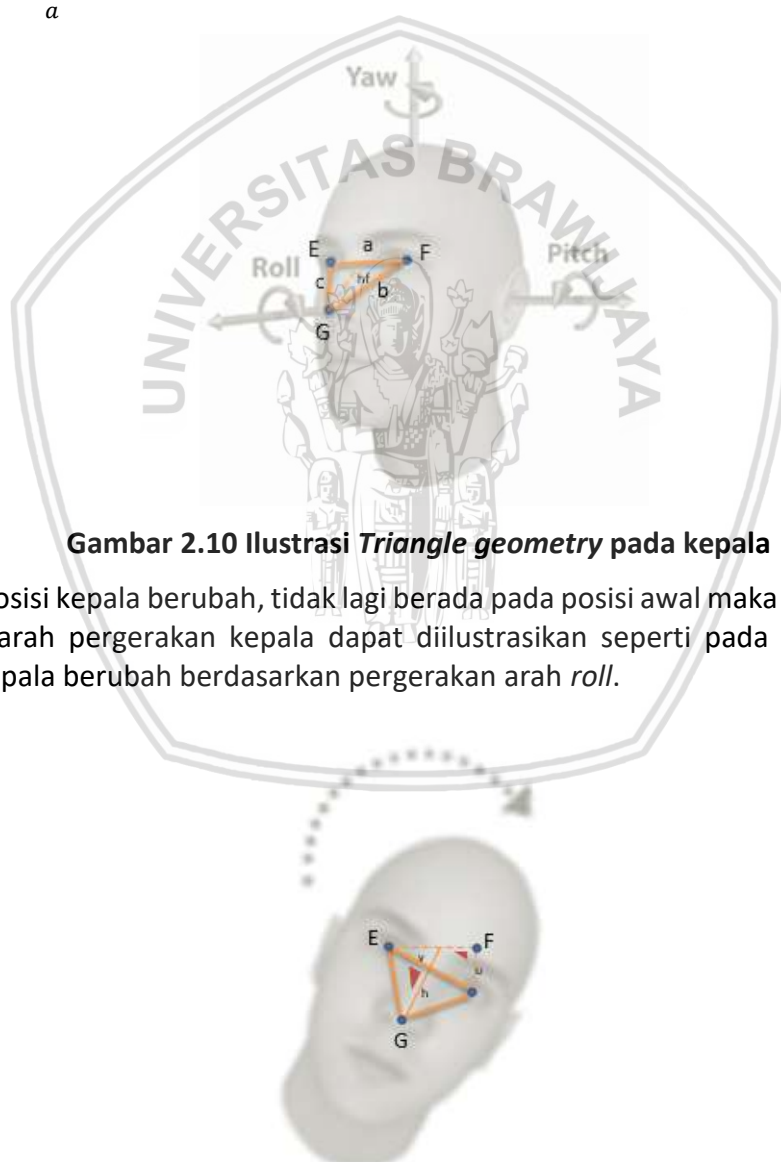 a
UNIVERSITAS BRAWIJAYA
Yaw
E a F
Roll
Pitch
c hf b
G
Gambar 2.10 Ilustrasi Triangle geometry pada kepala
osisi kepala berubah, tidak lagi berada pada posisi awal maka
arah pergerakan kepala dapat diilustrasikan seperti pada
pala berubah berdasarkan pergerakan arah roll.
E F
v u
h
G